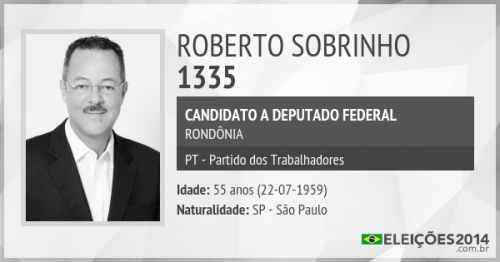 ROBERTO SOBRINHO
1335
CANDIDATO A DEPUTADO FEDERAL
RONDÔNIA
PT - Partido dos Trabalhadores
Idade: 55 anos (22-07-1959)
Naturalidade: SP - São Paulo
ELEIÇÕES2014
.com.br